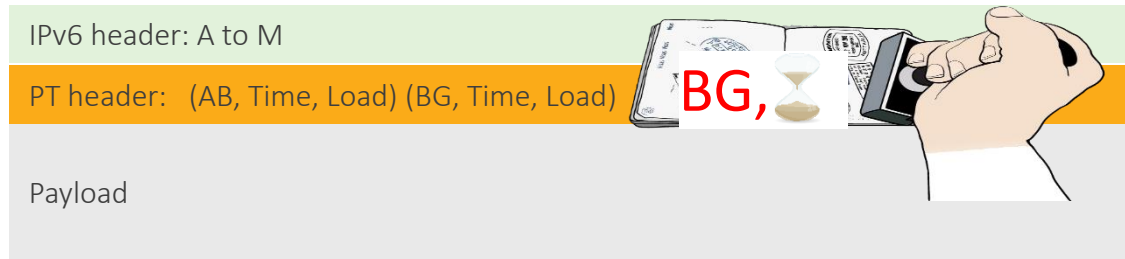 IPv6 header: A to M
PT header: (AB, Time, Load) (BG, Time, Load)
BG,
Payload